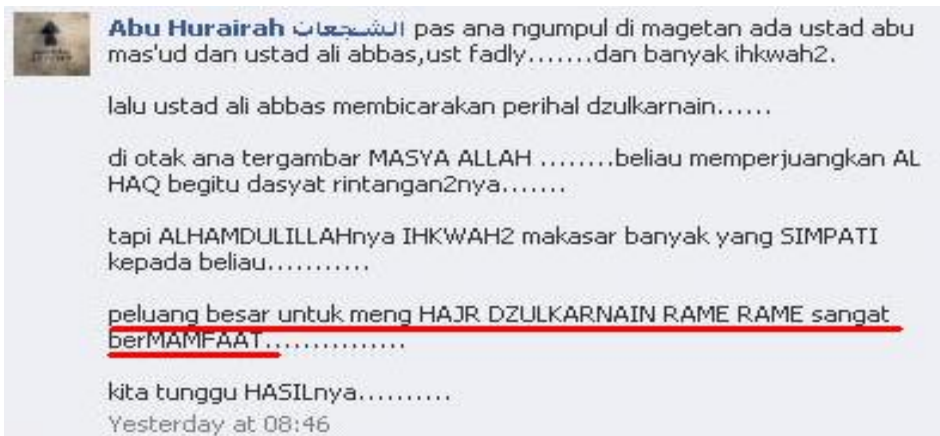 Abu Hurairah الشجعات pas ana ngumpul di magetan ada ustad abu
mas'ud dan ustad ali abbas,ust fadly.......dan banyak ihkwah2.
lalu ustad ali abbas membicarakan perihal dzulkarnain......
di otak ana tergambar MASYA ALLAH ........beliau memperjuangkan AL
HAQ begitu dasyat rintangan2nya.......
tapi ALHAMDULILLAHnya IHKWAH2 makasar banyak yang SIMPATI
kepada beliau...........
peluang besar untuk meng HAJR DZULKARNAIN RAME RAME sangat
berMAMFAAT...............
kita tunggu HASILnya..........
Yesterday at 08:46